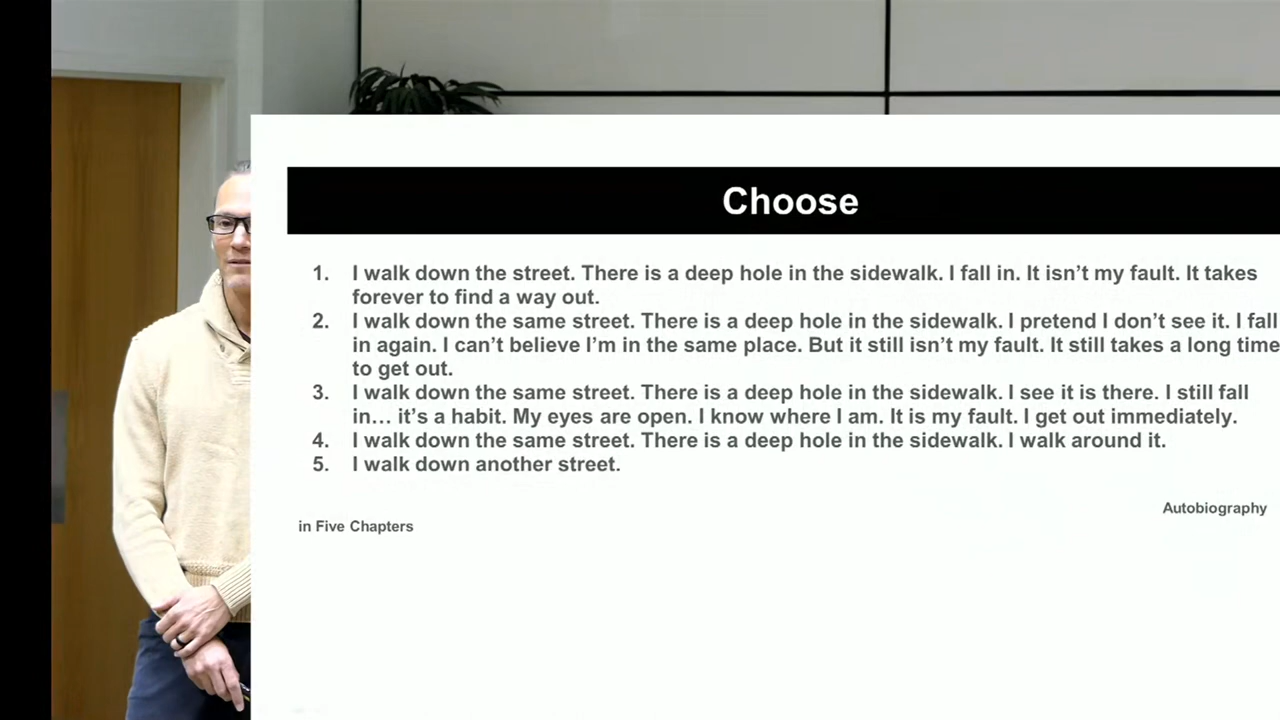 Choose
1. I walk down the street. There is a deep hole in the sidewalk. I fall in. It isn’t my fault. It takes
forever to find a way out.
2. I walk down the same street. There is a deep hole in the sidewalk. I pretend I don’t see it. I fall
in again. I can’t believe I’m in the same place. But it still isn’t my fault. It still takes a long time
to get out.
3. I walk down the same street. There is a deep hole in the sidewalk. I see it is there. I still fall
in… it’s a habit. My eyes are open. I know where I am. It is my fault. I get out immediately.
4. I walk down the same street. There is a deep hole in the sidewalk. I walk around it.
5. I walk down another street.
Autobiography
in Five Chapters